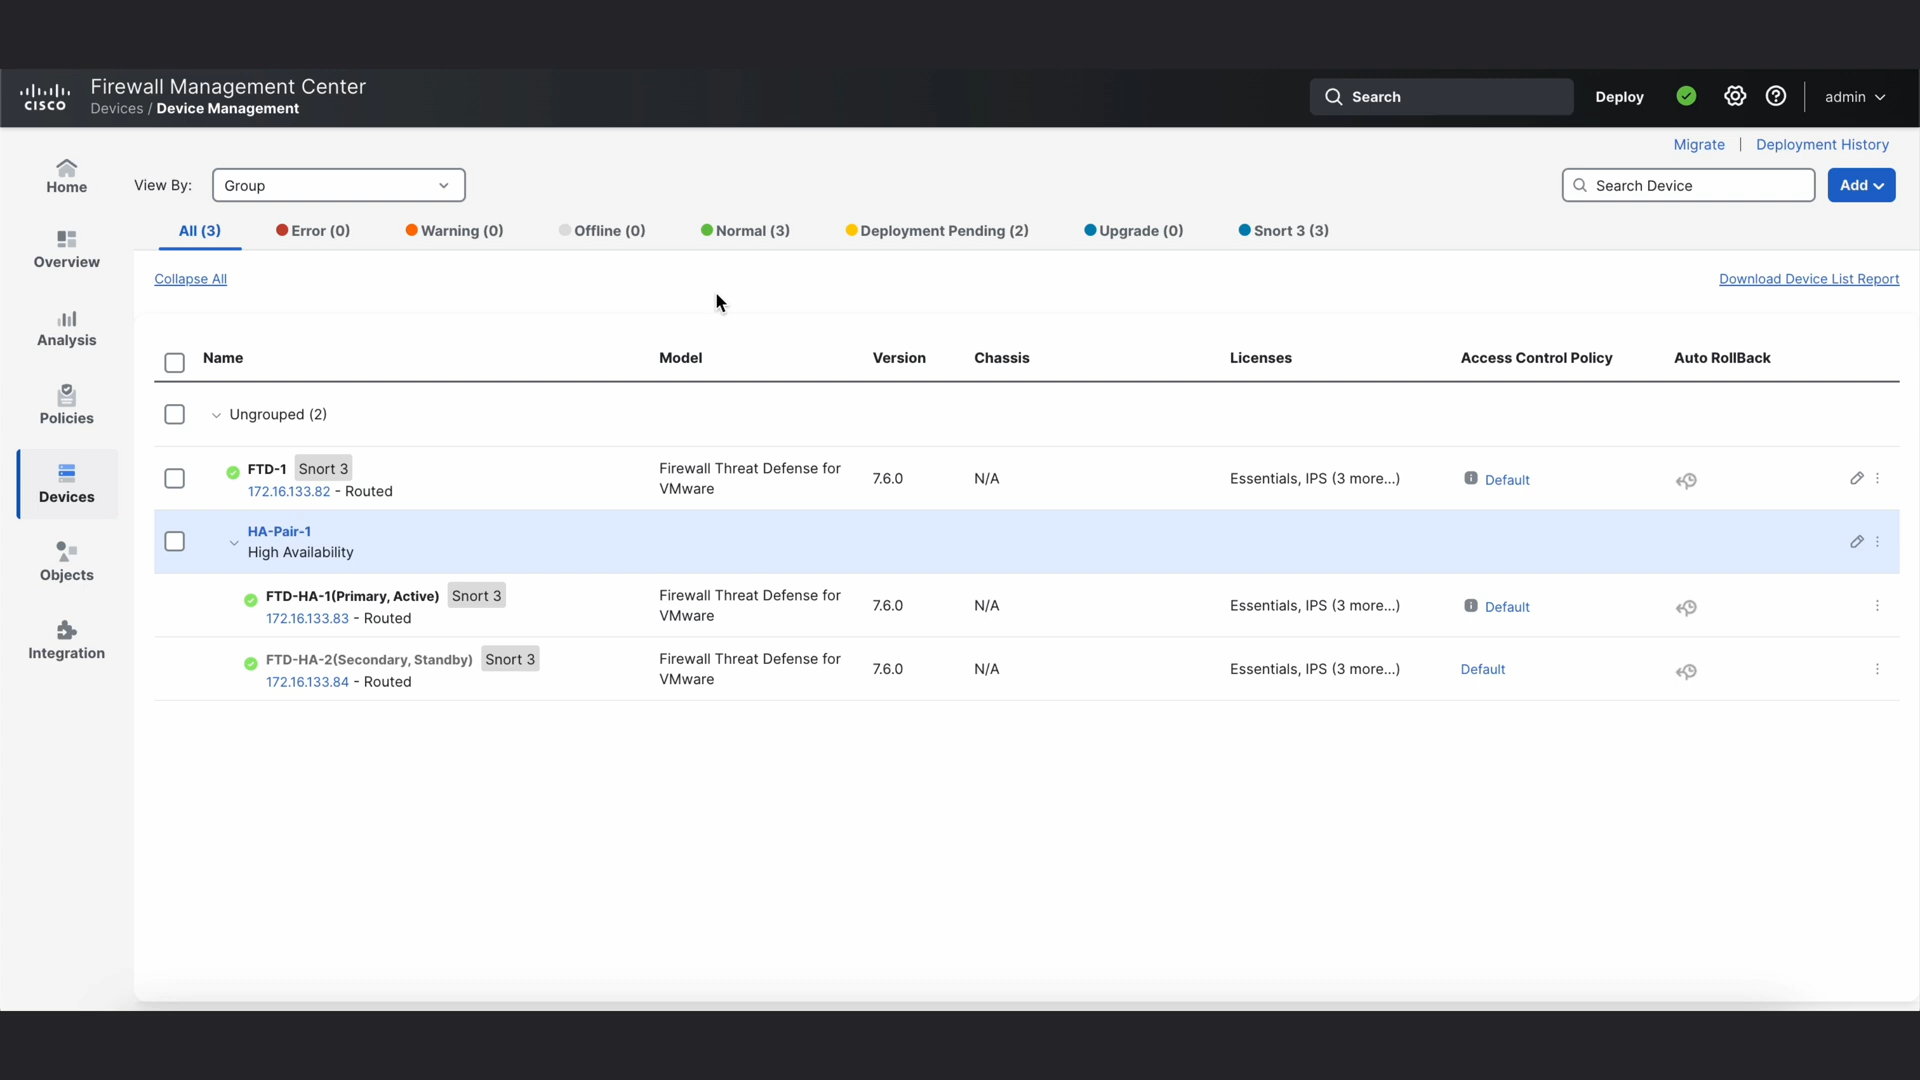 CISCO
Firewall Management Center
Devices / Device Management
Search
Deploy
admin
Migrate | Deployment History
Home
View By:
Group
Search Device
Add
All (3)
Error (0)
Warning (0)
Offline (0)
Normal (3)
Deployment Pending (2)
Upgrade (0)
Snort 3 (3)
Overview
Collapse All
Download Device List Report
Analysis
Name
Model
Version
Chassis
Licenses
Access Control Policy
Auto RollBack
Policies
Ungrouped (2)
Devices
FTD-1 Snort 3
172.16.133.82 - Routed
Firewall Threat Defense for
VMware
7.6.0
N/A
Essentials, IPS (3 more...)
Default
HA-Pair-1
High Availability
Objects
FTD-HA-1(Primary, Active) Snort 3
172.16.133.83 - Routed
Firewall Threat Defense for
VMware
7.6.0
N/A
Essentials, IPS (3 more...)
Default
Integration
FTD-HA-2(Secondary, Standby) Snort 3
172.16.133.84 - Routed
Firewall Threat Defense for
VMware
7.6.0
N/A
Essentials, IPS (3 more...)
Default